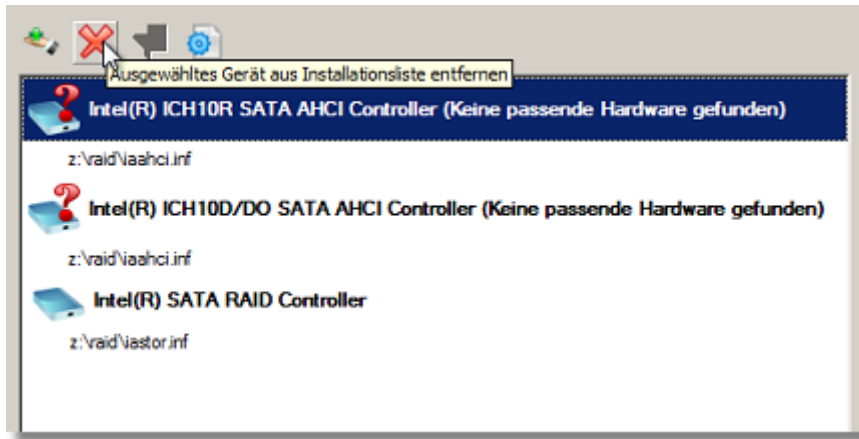 Ausgewähltes Gerät aus Installationsliste entfernen
Intel(R) ICH10R SATA AHCI Controller (Keine passende Hardware gefunden)
z:\raid\iaahci.inf
Intel(R) ICH10D/DO SATA AHCI Controller (Keine passende Hardware gefunden)
z:\raid\iaahci.inf
Intel(R) SATA RAID Controller
z:\raid\iastor.inf